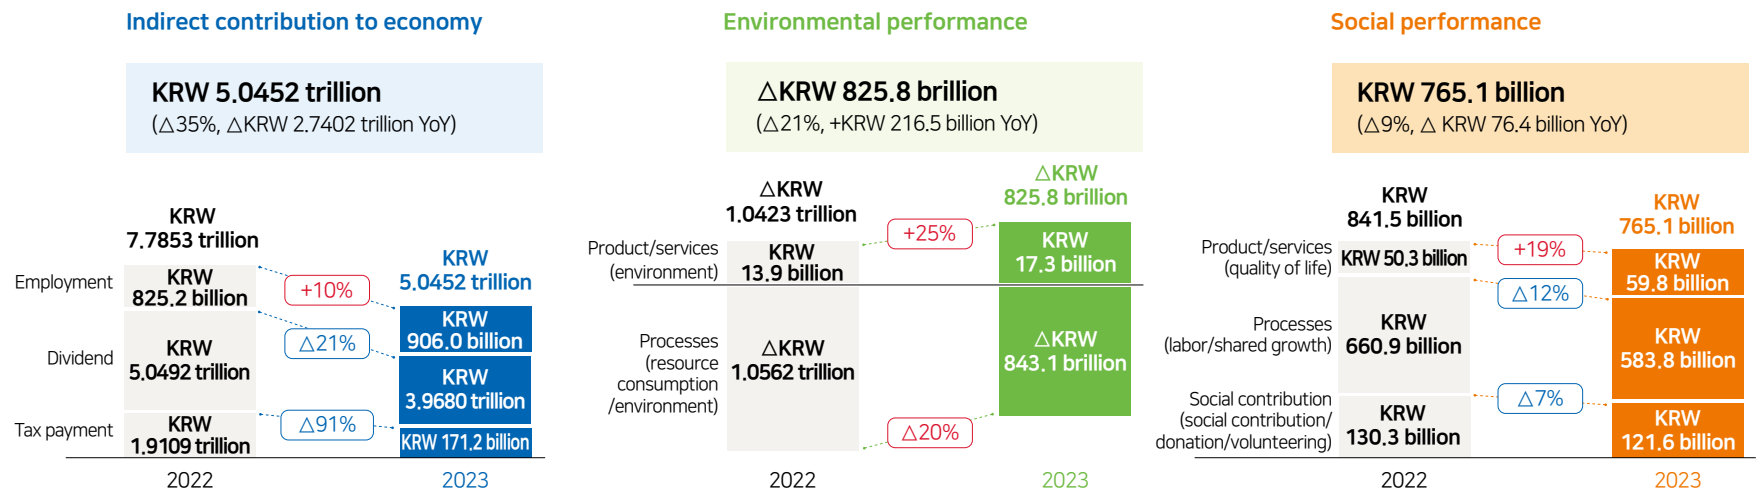 Indirect contribution to economy
KRW 5.0452 trillion
(△35%, △KRW 2.7402 trillion YoY)
KRW
7.7853 trillion
KRW
5.0452 trillion
Employment
KRW
825.2 billion
+10%
KRW
906.0 billion
Dividend
KRW
5.0492 trillion
△21%
KRW
3.9680 trillion
Tax payment
KRW
1.9109 trillion
△91%
KRW 171.2 billion
2022
2023
Environmental performance
△KRW 825.8 brillion
(△21%, +KRW 216.5 billion YoY)
△KRW
1.0423 trillion
△KRW
825.8 brillion
Product/services
(environment)
KRW
13.9 billion
+25%
KRW
17.3 billion
Processes
(resource
consumption
/environment)
△KRW
1.0562 trillion
△20%
△KRW
843.1 brillion
2022
2023
Social performance
KRW 765.1 billion
(△9%, △ KRW 76.4 billion YoY)
KRW
841.5 billion
KRW
765.1 billion
Product/services
(quality of life)
KRW 50.3 billion
+19%
KRW
59.8 billion
Processes
(labor/shared growth)
KRW
660.9 billion
△12%
KRW
583.8 billion
Social contribution
(social contribution/
donation/volunteering)
KRW
130.3 billion
△7%
KRW
121.6 billion
2022
2023